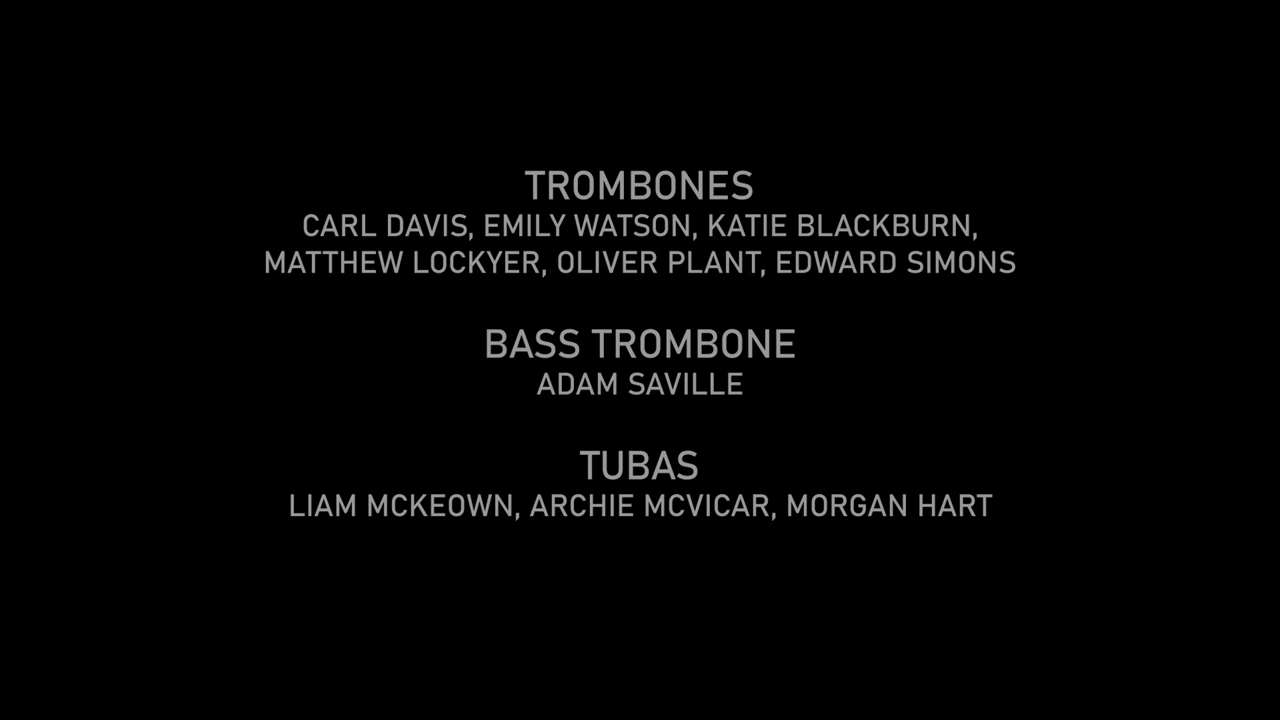 TROMBONES
CARL DAVIS, EMILY WATSON, KATIE BLACKBURN,
MATTHEW LOCKYER, OLIVER PLANT, EDWARD SIMONS
BASS TROMBONE
ADAM SAVILLE
TUBAS
LIAM MCKEOWN, ARCHIE MCVICAR, MORGAN HART